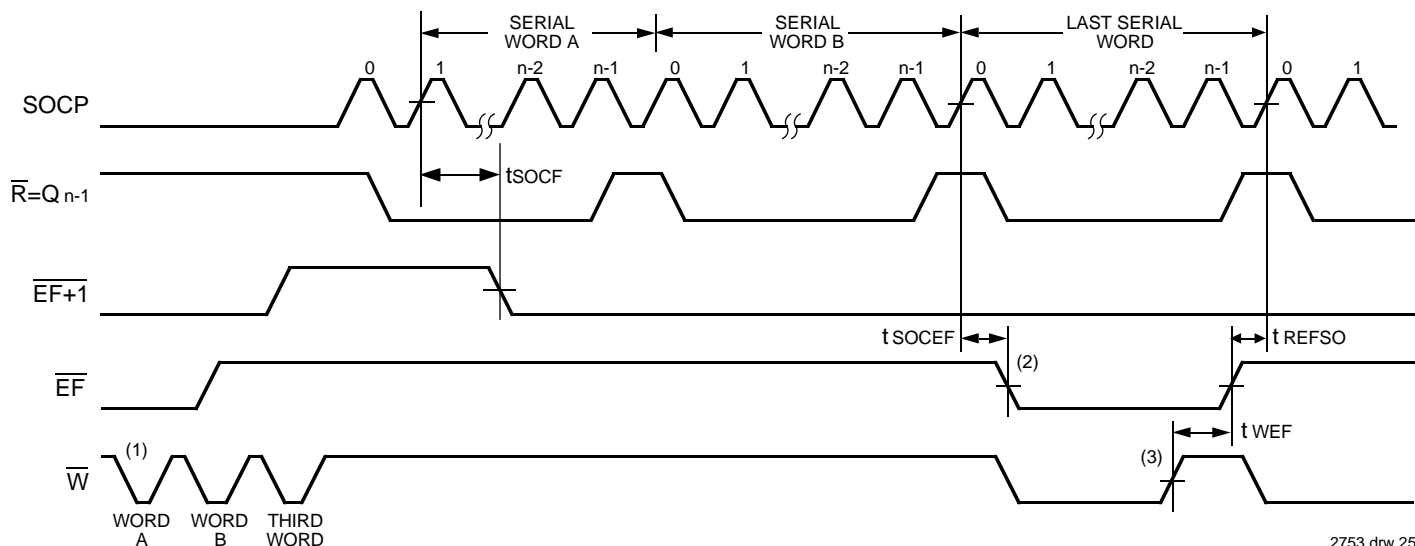 SERIAL
WORD A
SERIAL
WORD B
LAST SERIAL
WORD
0 1 n-2 n-1 0 1 n-2 n-1 0 1 n-2 n-1 0 1
SOCP
tSOCF
R=Q n-1
EF+1
t SOCEF
t REFSO
EF
(2)
t WEF
W
(1)
(3)
WORD
A
WORD
B
THIRD
WORD
2753 drw 25